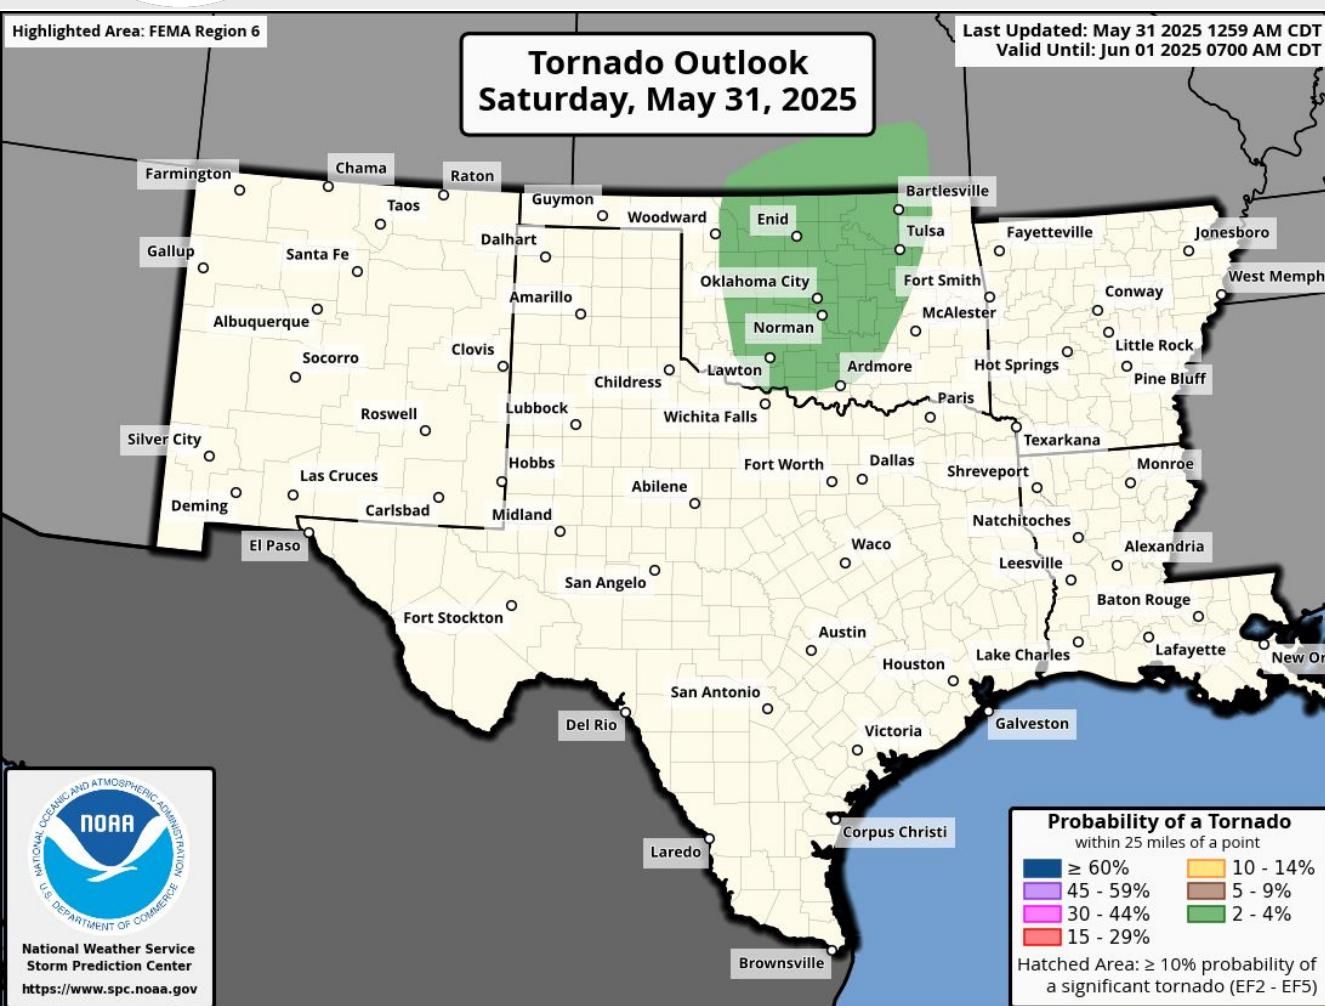 Highlighted Area: FEMA Region 6
Last Updated: May 31 2025 1259 AM CDT
Valid Until: Jun 01 2025 0700 AM CDT
Tornado Outlook
Saturday, May 31, 2025
Farmington
Chama
Raton
Taos
Guymon
Woodward
Enid
Bartlesville
Tulsa
Fayetteville
Jonesboro
Gallup
Santa Fe
Dalhart
Oklahoma City
Fort Smith
West Memph
Amarillo
Conway
Albuquerque
Norman
McAlester
Little Rock
Socorro
Clovis
Childress
Lawton
Ardmore
Hot Springs
Pine Bluff
Roswell
Lubbock
Wichita Falls
Paris
Silver City
Texarkana
Las Cruces
Hobbs
Abilene
Fort Worth
Dallas
Shreveport
Monroe
Deming
Carlsbad
Midland
Natchitoches
El Paso
Waco
Alexandria
San Angelo
Leesville
Fort Stockton
Baton Rouge
Austin
Lake Charles
Lafayette
New Or
Houston
San Antonio
Del Rio
Victoria
Galveston
Corpus Christi
Laredo
Brownsville
NATIONAL OCEANIC AND ATMOSPHERIC ADMINISTRATION
NOAA
U.S. DEPARTMENT OF COMMERCE
National Weather Service
Storm Prediction Center
https://www.spc.noaa.gov
Probability of a Tornado
within 25 miles of a point
≥ 60%
45 - 59%
30 - 44%
15 - 29%
10 - 14%
5 - 9%
2 - 4%
Hatched Area: ≥ 10% probability of
a significant tornado (EF2 - EF5)